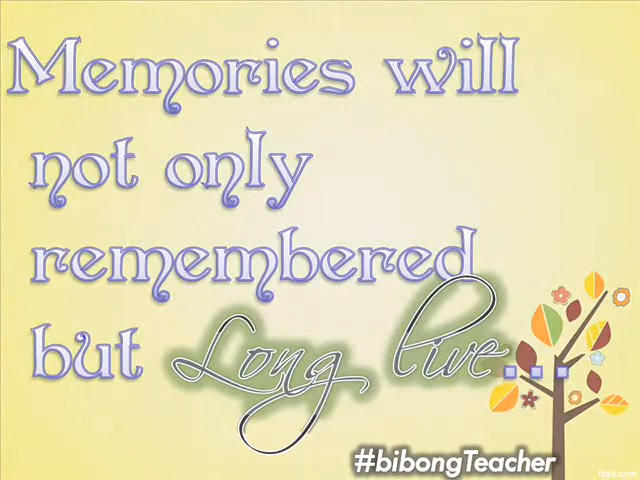 Memories will
not only
remembered
but Long live...
#bibongTeacher